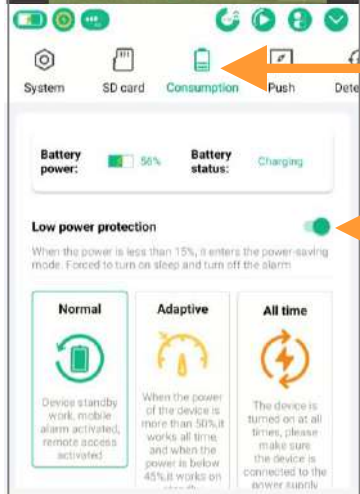 System SD card Consumption Push Dete
Battery power: 56% Battery status: Charging
Low power protection
When the power is less than 15%, it enters the power-saving
mode. Forced to turn on sleep and turn off the alarm
Normal
Device standby
work, mobile
alarm activated,
remote access
activated
Adaptive
When the power
of the device is
more than 50%,it
works all time,
and when the
power is below
45%,it works on
All time
The device is
turned on at all
times, please
make sure
the device is
connected to the
power supply